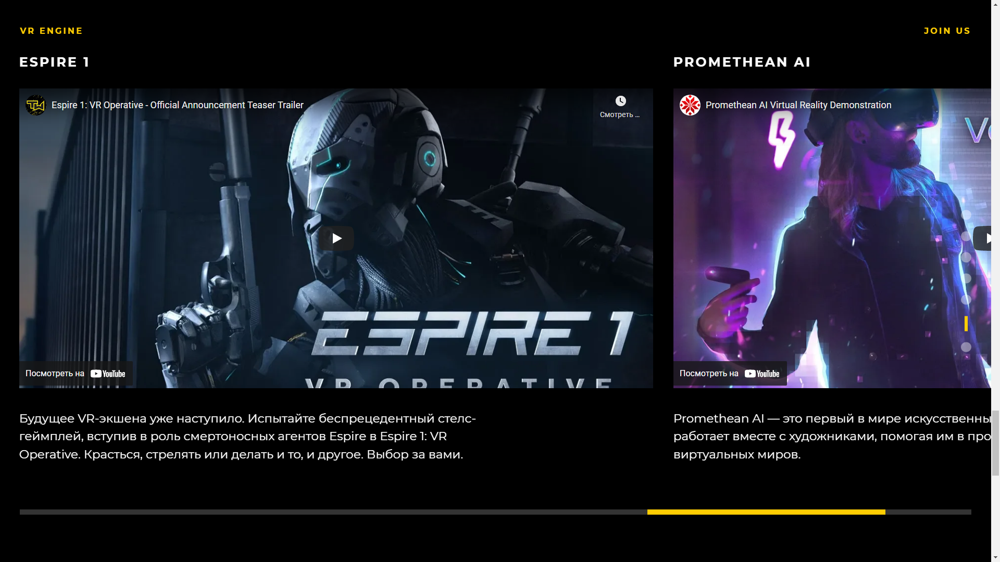 VR ENGINE
JOIN US
ESPIRE 1
PROMETHEAN AI
Espire 1: VR Operative - Official Announcement Teaser Trailer
Смотреть ...
Promethean AI Virtual Reality Demonstration
ESPIRE 1
VR OPERATIVE
Посмотреть на YouTube
Посмотреть на YouTube
Будущее VR-экшена уже наступило. Испытайте беспрецедентный стелс-
геймплей, вступив в роль смертоносных агентов Espire в Espire 1: VR
Operative. Красться, стрелять или делать и то, и другое. Выбор за вами.
Promethean AI — это первый в мире искусственны
работает вместе с художниками, помогая им в про
виртуальных миров.